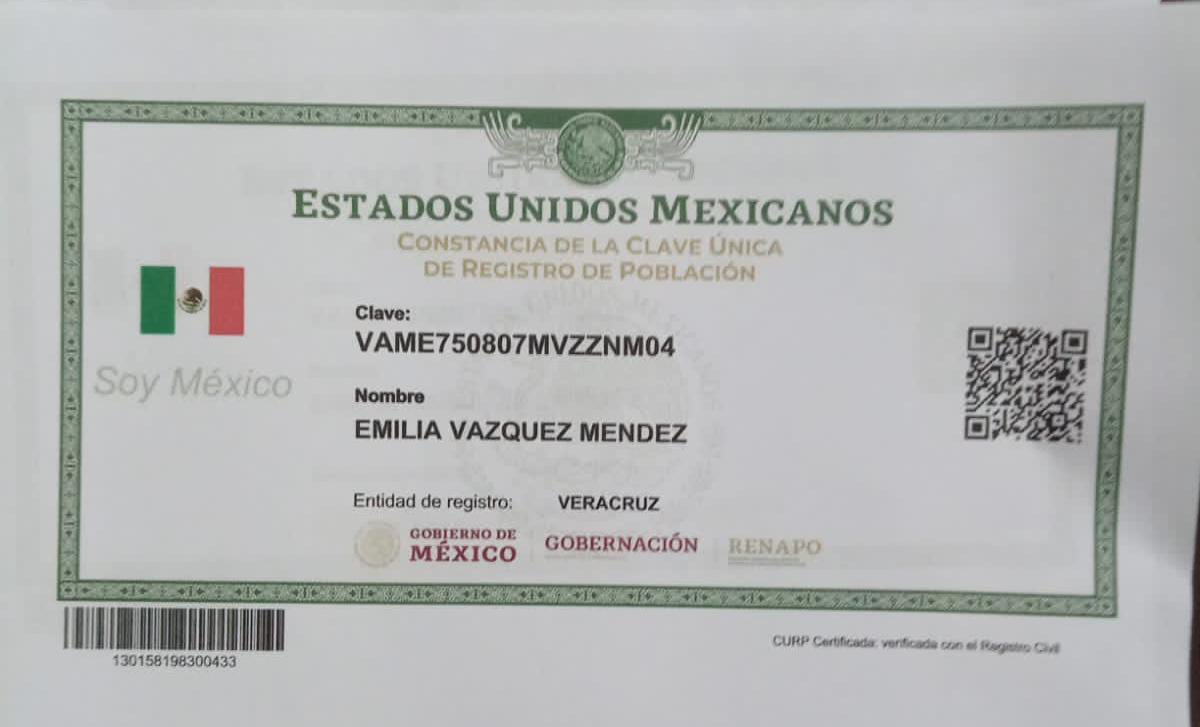 ESTADOS UNIDOS MEXICANOS
CONSTANCIA DE LA CLAVE ÚNICA
DE REGISTRO DE POBLACIÓN
Soy México
Clave:
VAME750807MVZZNM04
Nombre
EMILIA VAZQUEZ MENDEZ
Entidad de registro: VERACRUZ
GOBIERNO DE
MÉXICO
GOBERNACIÓN
RENAPO
130158198300433
CURP Certificada: verificada con el Registro Civil